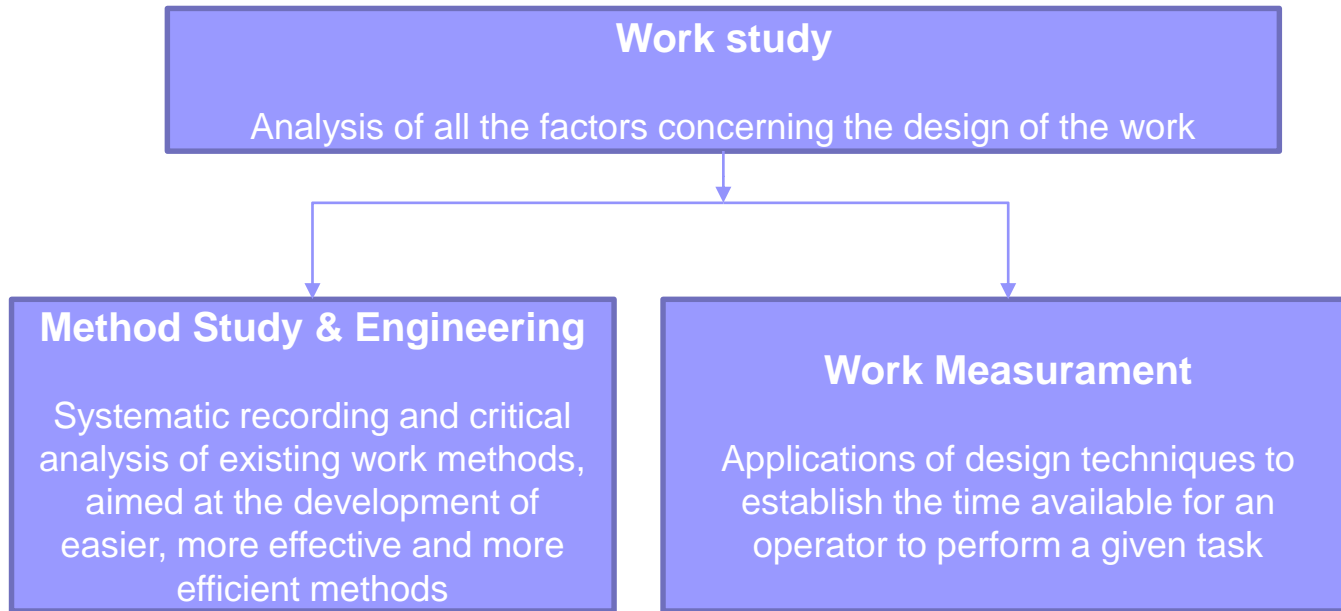 Work study
Analysis of all the factors concerning the design of the work
Method Study & Engineering
Systematic recording and critical
analysis of existing work methods,
aimed at the development of
easier, more effective and more
efficient methods
Work Measurament
Applications of design techniques to
establish the time available for an
operator to perform a given task